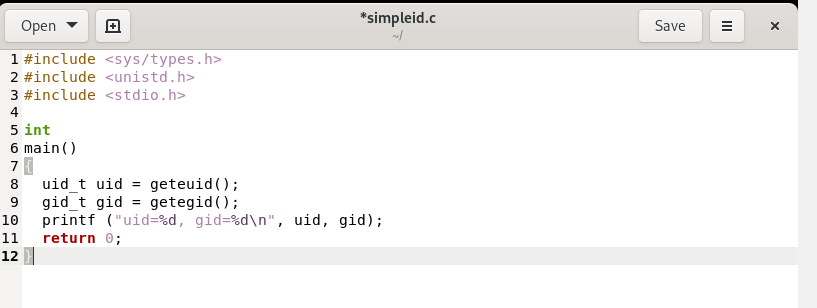 Open
*simpleid.c
~/
Save
1 #include <sys/types.h>
2 #include <unistd.h>
3 #include <stdio.h>
4
5 int
6 main()
7 {
8   uid_t uid = geteuid();
9   gid_t gid = getegid();
10   printf ("uid=%d, gid=%d\n", uid, gid);
11   return 0;
12 }